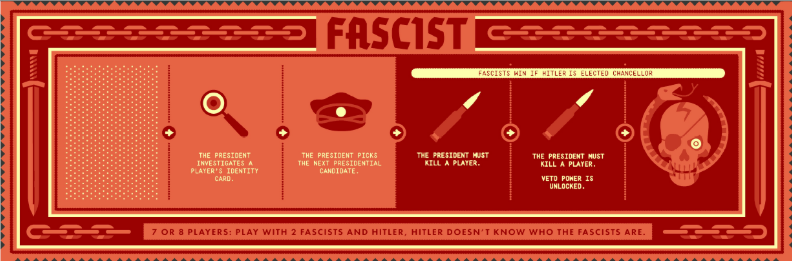 FASCIST
FASCISTS WIN IF HITLER IS ELECTED CHANCELLOR
THE PRESIDENT
INVESTIGATES A
PLAYER'S IDENTITY
CARD.
THE PRESIDENT PICKS
THE NEXT PRESIDENTIAL
CANDIDATE.
THE PRESIDENT MUST
KILL A PLAYER.
THE PRESIDENT MUST
KILL A PLAYER.
VETO POWER IS
UNLOCKED.
7 OR 8 PLAYERS: PLAY WITH 2 FASCISTS AND HITLER, HITLER DOESN'T KNOW WHO THE FASCISTS ARE.